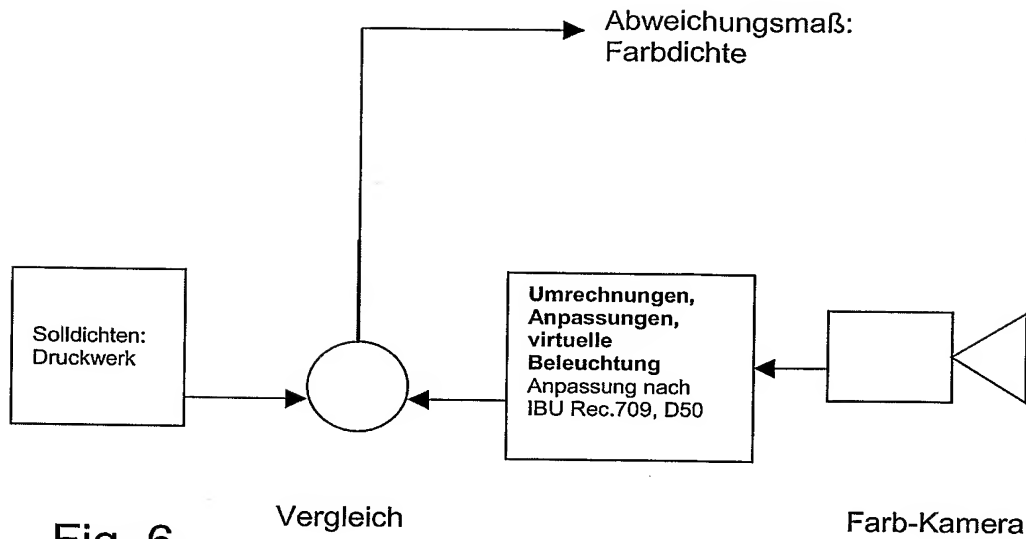 Abweichungsmaß:
Farbdichte
Solldichten:
Druckwerk
Umrechnungen,
Anpassungen,
virtuelle
Beleuchtung
Anpassung nach
IBU Rec.709, D50
Vergleich
Farb-Kamera
Fig. 6